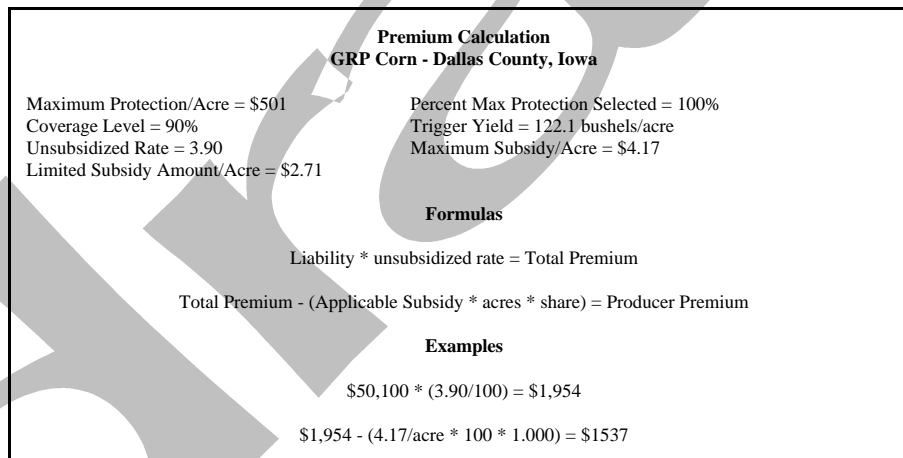 Premium Calculation
GRP Corn - Dallas County, Iowa
Maximum Protection/Acre = $501
Percent Max Protection Selected = 100%
Coverage Level = 90%
Trigger Yield = 122.1 bushels/acre
Unsubsidized Rate = 3.90
Maximum Subsidy/Acre = $4.17
Limited Subsidy Amount/Acre = $2.71
Formulas
Liability * unsubsidized rate = Total Premium
Total Premium - (Applicable Subsidy * acres * share) = Producer Premium
Examples
$50,100 * (3.90/100) = $1,954
$1,954 - (4.17/acre * 100 * 1.000) = $1537